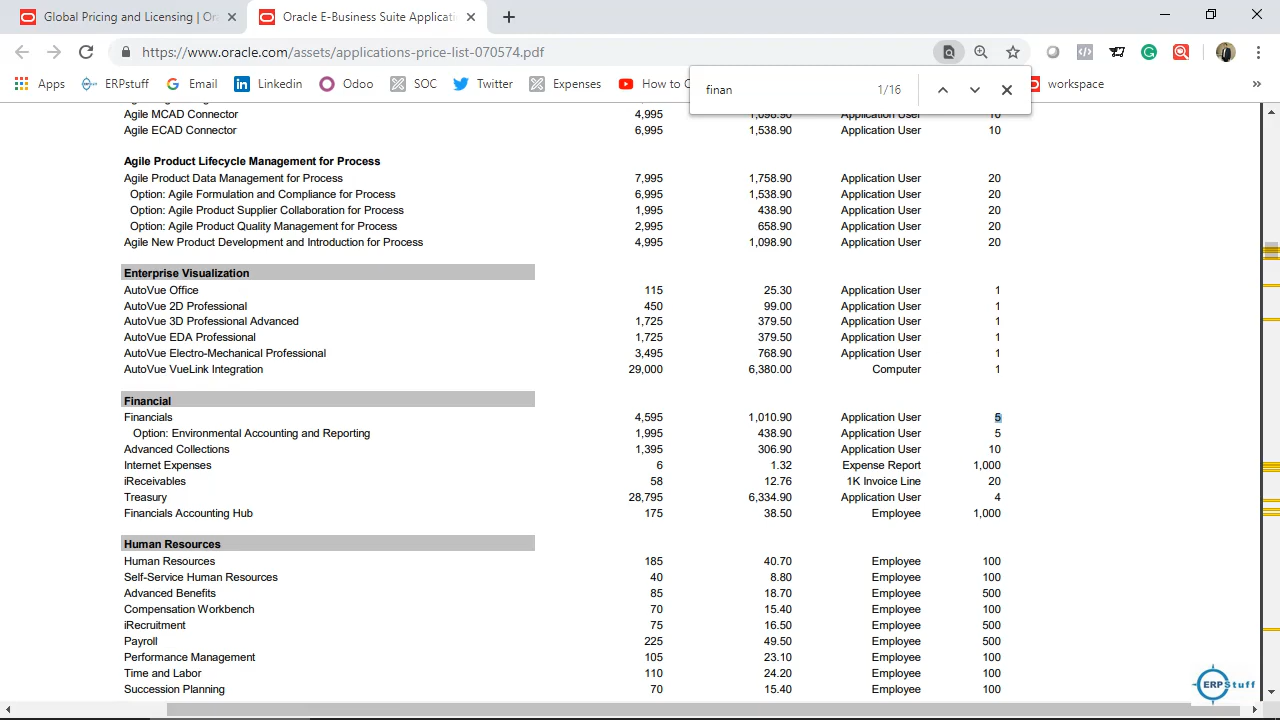 Global Pricing and Licensing | Or
Oracle E-Business Suite Applicati
https://www.oracle.com/assets/applications-price-list-070574.pdf
Apps ERPstuff Email Linkedin Odoo SOC Twitter Expenses How to C workspace »
finan 1/16
Agile MCAD Connector 4,995 1,098.90 Application User 10
Agile ECAD Connector 6,995 1,538.90 Application User 10
Agile Product Lifecycle Management for Process
Agile Product Data Management for Process 7,995 1,758.90 Application User 20
Option: Agile Formulation and Compliance for Process 6,995 1,538.90 Application User 20
Option: Agile Product Supplier Collaboration for Process 1,995 438.90 Application User 20
Option: Agile Product Quality Management for Process 2,995 658.90 Application User 20
Agile New Product Development and Introduction for Process 4,995 1,098.90 Application User 20
Enterprise Visualization
AutoVue Office 115 25.30 Application User 1
AutoVue 2D Professional 450 99.00 Application User 1
AutoVue 3D Professional Advanced 1,725 379.50 Application User 1
AutoVue EDA Professional 1,725 379.50 Application User 1
AutoVue Electro-Mechanical Professional 3,495 768.90 Application User 1
AutoVue VueLink Integration 29,000 6,380.00 Computer 1
Financial
Financials 4,595 1,010.90 Application User 5
Option: Environmental Accounting and Reporting 1,995 438.90 Application User 5
Advanced Collections 1,395 306.90 Application User 10
Internet Expenses 6 1.32 Expense Report 1,000
iReceivables 58 12.76 1K Invoice Line 20
Treasury 28,795 6,334.90 Application User 4
Financials Accounting Hub 175 38.50 Employee 1,000
Human Resources
Human Resources 185 40.70 Employee 100
Self-Service Human Resources 40 8.80 Employee 100
Advanced Benefits 85 18.70 Employee 500
Compensation Workbench 70 15.40 Employee 100
iRecruitment 75 16.50 Employee 500
Payroll 225 49.50 Employee 500
Performance Management 105 23.10 Employee 100
Time and Labor 110 24.20 Employee 100
Succession Planning 70 15.40 Employee 100
ERPStuff